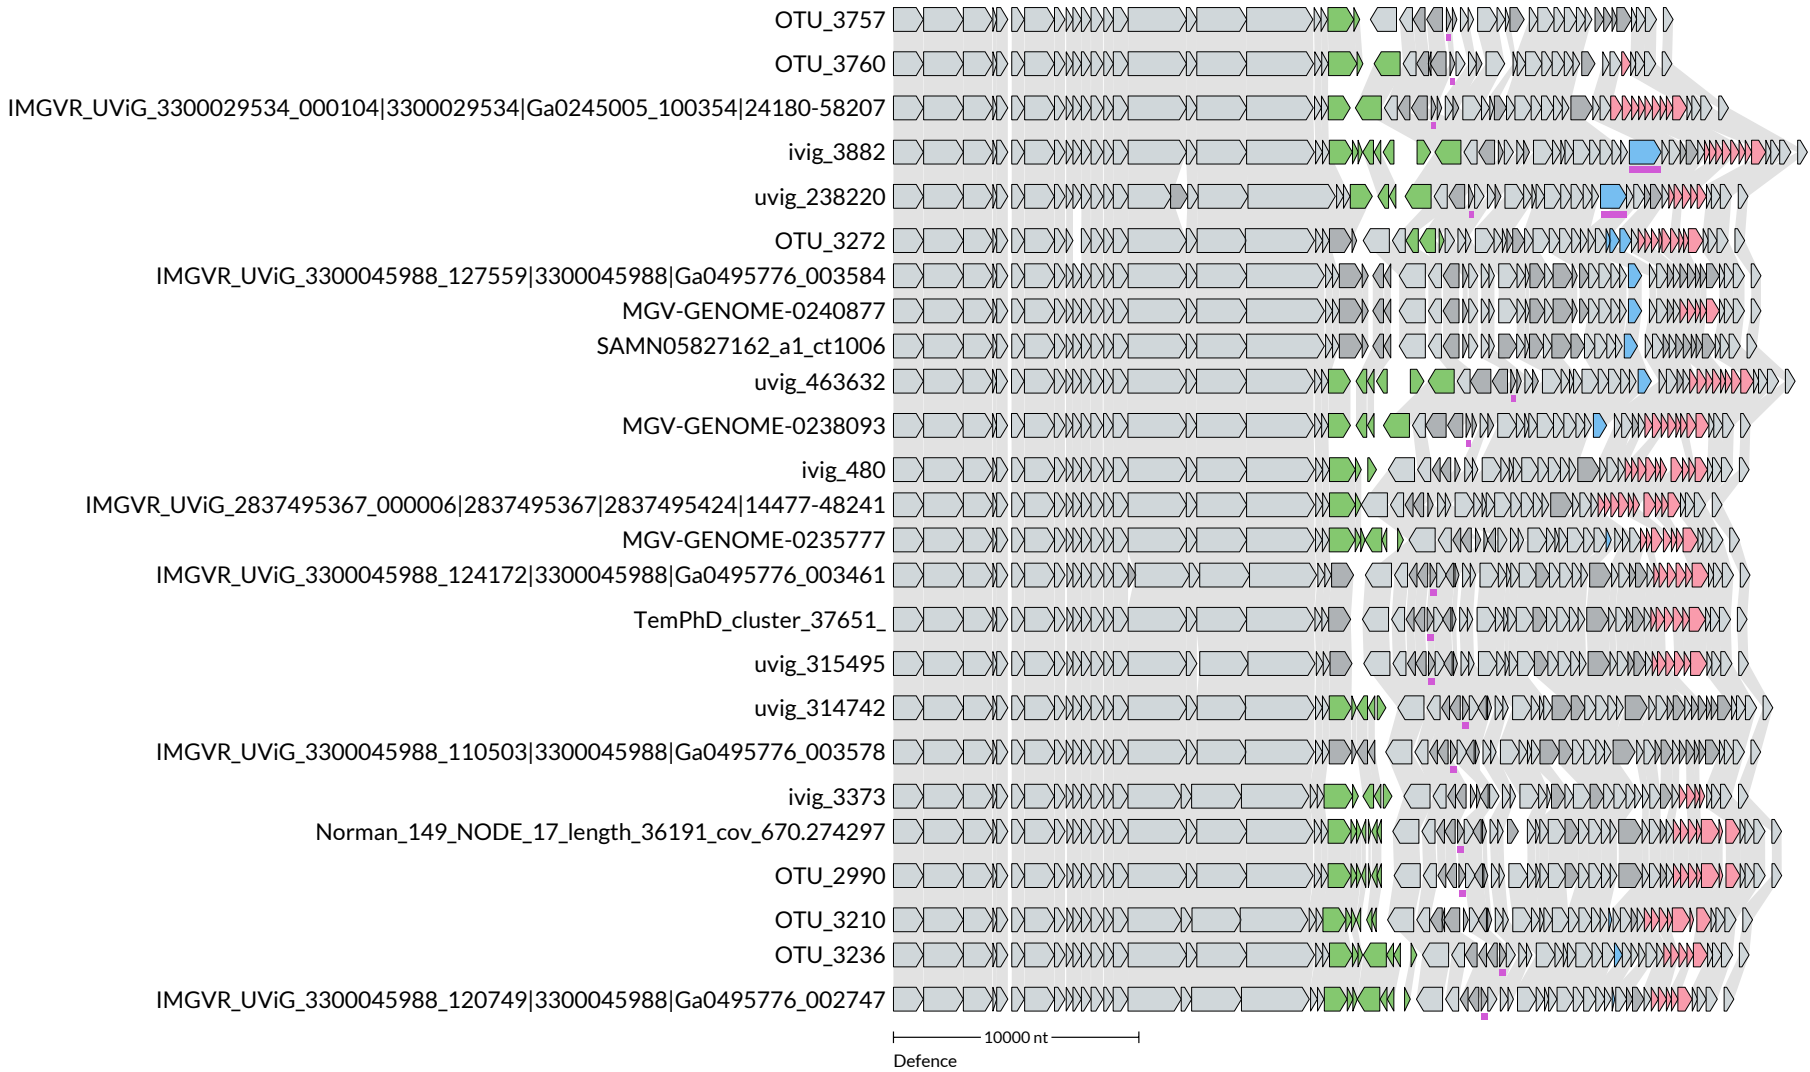 OTU_3757
OTU_3760
IMGVR_UViG_3300029534_000104|3300029534|Ga0245005_100354|24180-58207
ivig_3882
uvig_238220
OTU_3272
IMGVR_UViG_3300045988_127559|3300045988|Ga0495776_003584
MGV-GENOME-0240877
SAMN05827162_a1_ct1006
uvig_463632
MGV-GENOME-0238093
ivig_480
IMGVR_UViG_2837495367_000006|2837495367|2837495424|14477-48241
MGV-GENOME-0235777
IMGVR_UViG_3300045988_124172|3300045988|Ga0495776_003461
TemPhD_cluster_37651_
uvig_315495
uvig_314742
IMGVR_UViG_3300045988_110503|3300045988|Ga0495776_003578
ivig_3373
Norman_149_NODE_17_length_36191_cov_670.274297
OTU_2990
OTU_3210
OTU_3236
IMGVR_UViG_3300045988_120749|3300045988|Ga0495776_002747
10000 nt
Defence